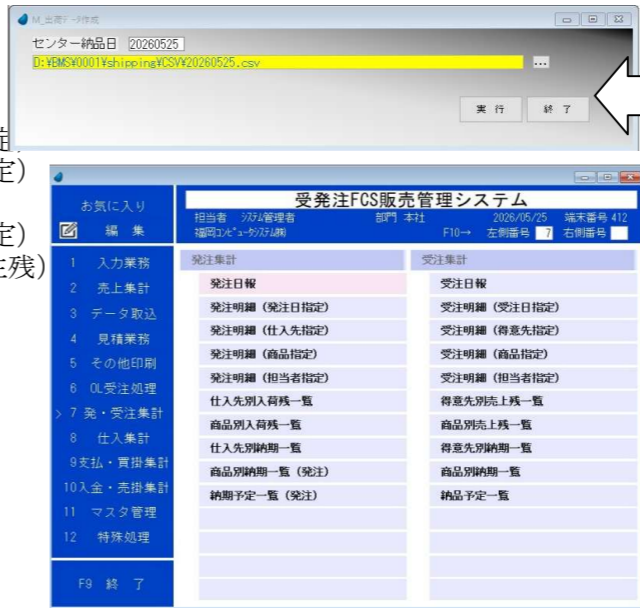 M_出荷データ作成
センター納品日 20260525
D:¥BMS¥0001¥shipping¥CSV¥20260525.csv ...
実 行 終 了
定)
定)
注残)
お気に入り
編 集
受発注FCS販売管理システム
担当者 システム管理者 部門 本社 2026/05/25 端末番号 412
福岡コンピュータシステム㈱ F10→ 左側番号 7 右側番号
1 入力業務
2 売上集計
3 データ取込
4 見積業務
5 その他印刷
6 OL受注処理
> 7 発・受注集計
8 仕入集計
9支払・買掛集計
10入金・売掛集計
11 マスタ管理
12 特殊処理
F9 終 了
発注集計
発注日報
発注明細 (発注日指定)
発注明細 (仕入先指定)
発注明細 (商品指定)
発注明細 (担当者指定)
仕入先別入荷残一覧
商品別入荷残一覧
仕入先別納期一覧
商品別納期一覧 (発注)
納期予定一覧 (発注)
受注集計
受注日報
受注明細 (受注日指定)
受注明細 (得意先指定)
受注明細 (商品指定)
受注明細 (担当者指定)
得意先別売上残一覧
商品別売上残一覧
得意先別納期一覧
商品別納期一覧
納品予定一覧